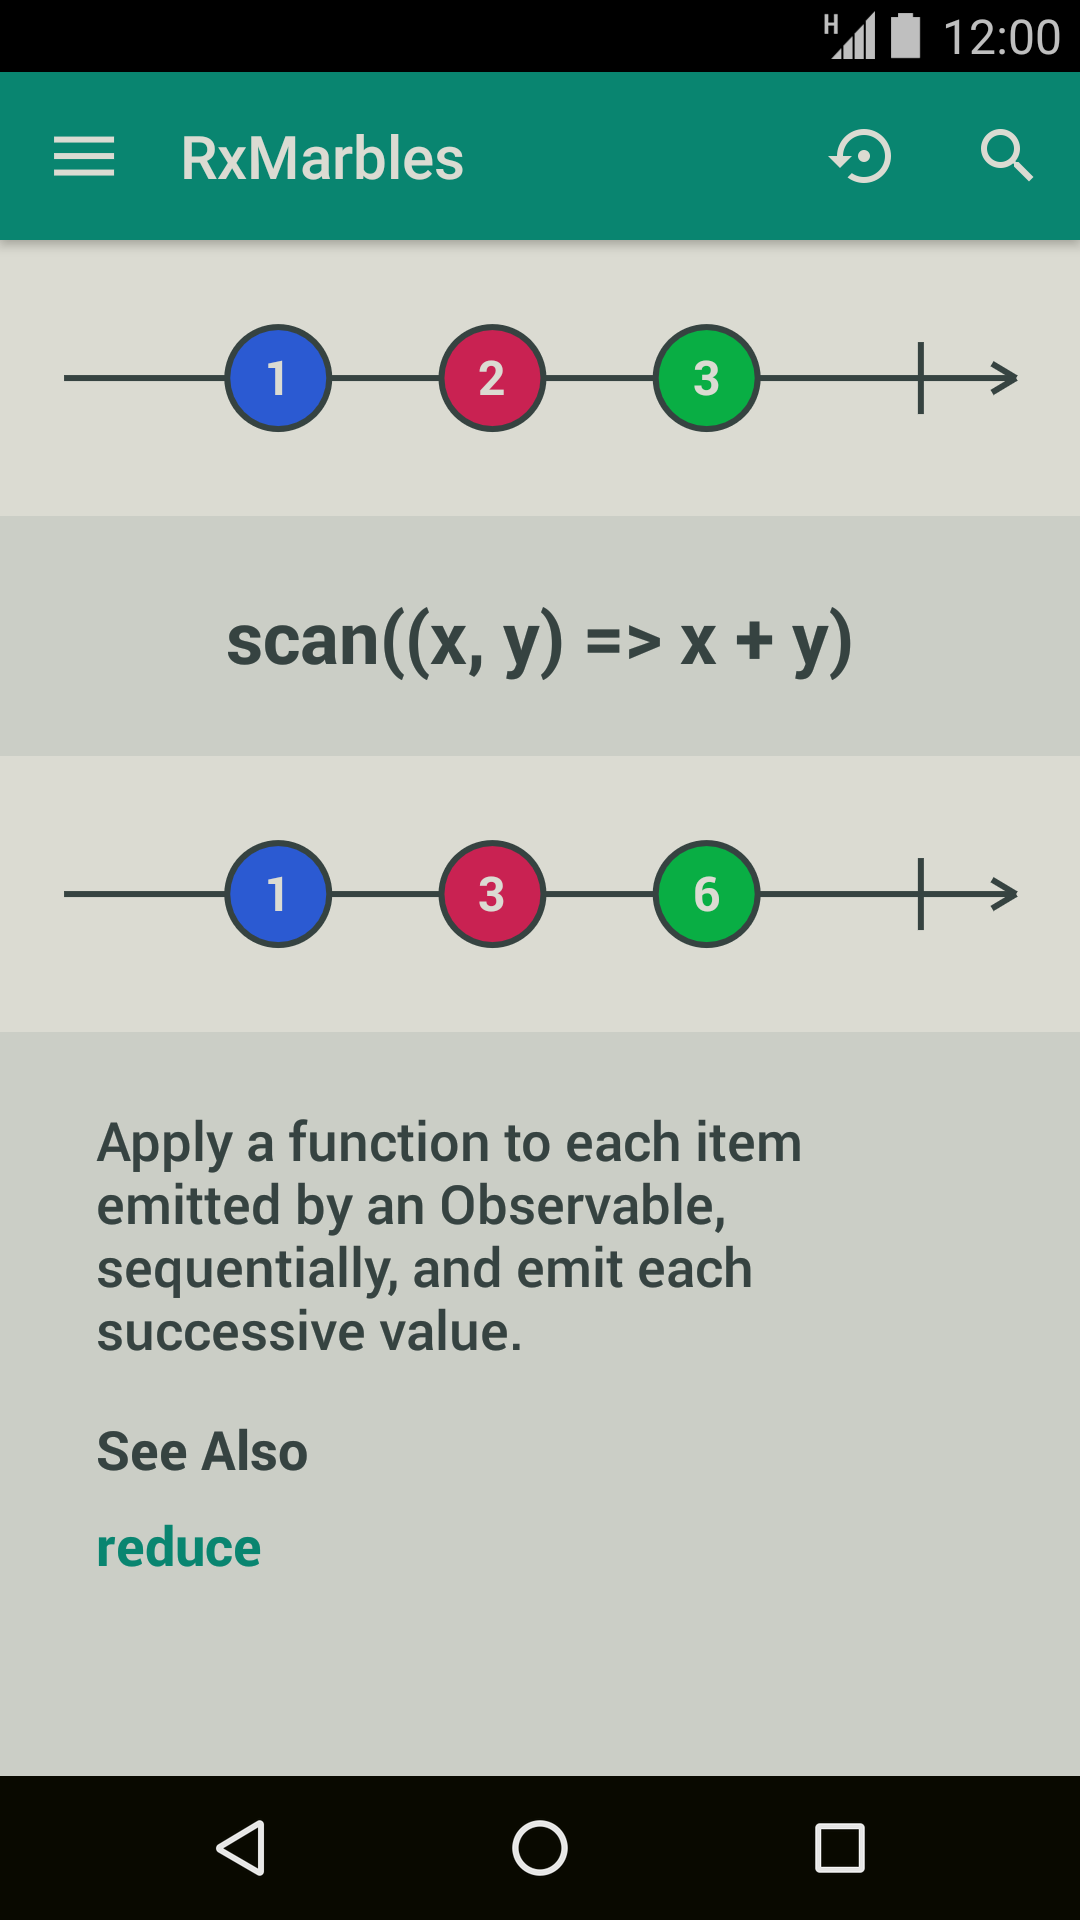 H 12:00
RxMarbles
1 2 3
scan((x, y) => x + y)
1 3 6
Apply a function to each item
emitted by an Observable,
sequentially, and emit each
successive value.
See Also
reduce